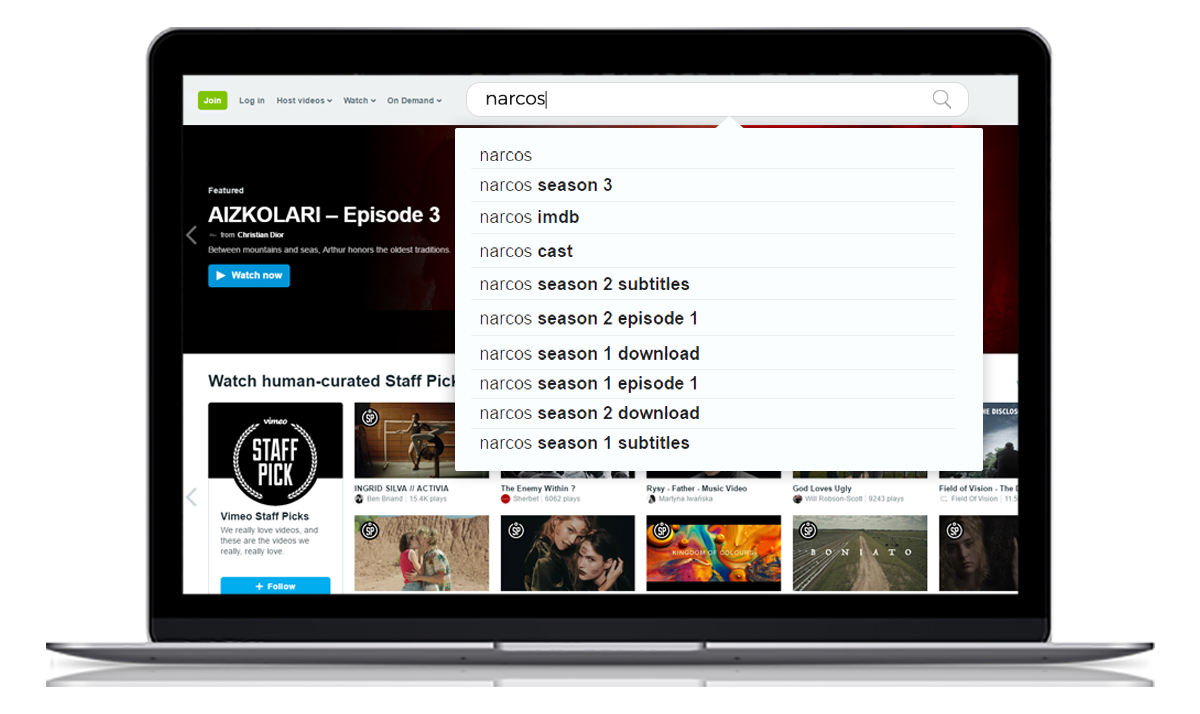 Join Log in Host videos Watch On Demand narcos
narcos
narcos season 3
narcos imdb
narcos cast
narcos season 2 subtitles
narcos season 2 episode 1
narcos season 1 download
narcos season 1 episode 1
narcos season 2 download
narcos season 1 subtitles
Featured
AIZKOLARI – Episode 3
from Christian Dior
Between mountains and seas, Arthur honors the oldest traditions.
Watch now
Watch human-curated Staff Pick
vimeo
STAFF
PICK
Vimeo Staff Picks
We really love videos, and
these are the videos we
really, really love.
+ Follow
SP
INGRID SILVA // ACTIVIA
Ben Briand 15.4K plays
The Enemy Within ?
Sherbet 6062 plays
Rysy - Father - Music Video
Martyna Iwańska
God Loves Ugly
Will Robson-Scott 9243 plays
HE DISCLOS
Field of Vision - The D
Field Of Vision 11.5
SP
SP
SP
KINGDOM OF COLOURS
SP
BONIATO
SP